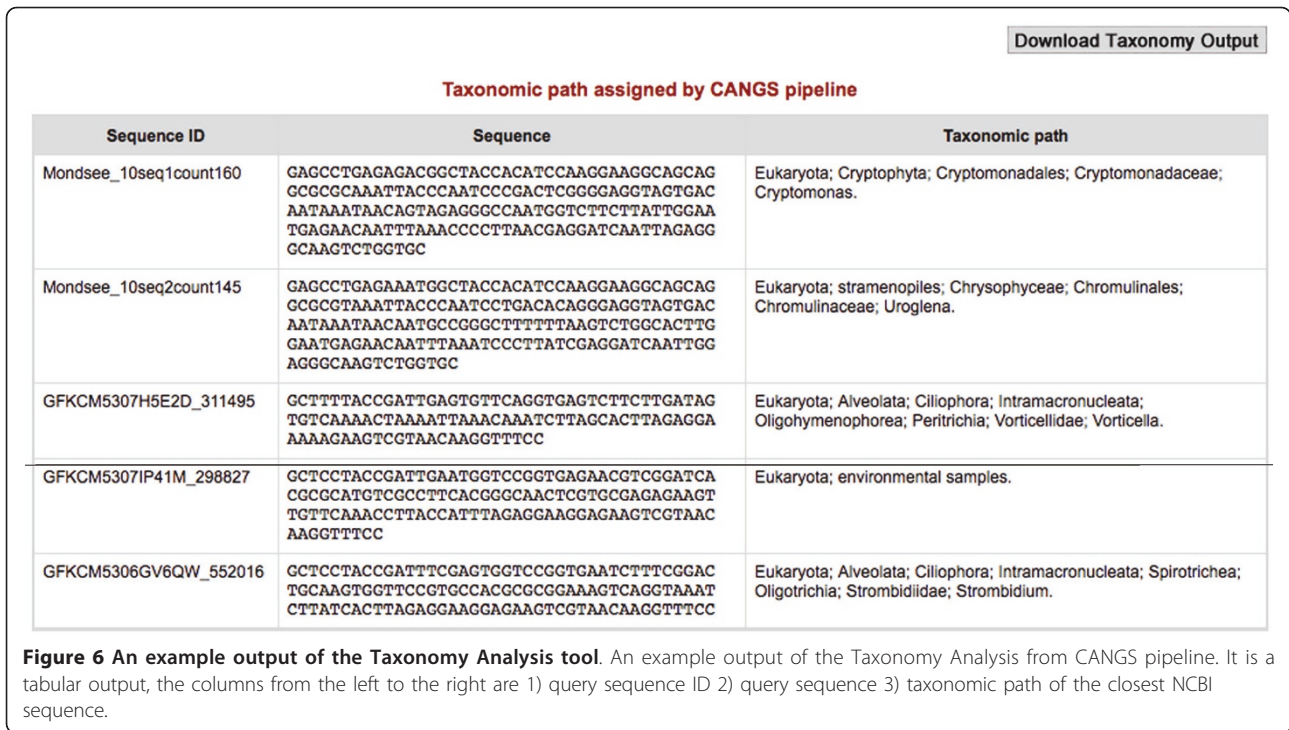 Download Taxonomy Output
Taxonomic path assigned by CANGS pipeline
Sequence ID
Sequence
Taxonomic path
Mondsee_10seq1count160
GAGCCTGAGAGACGGCTACCACATCCAAGGAAGGCAGCAG
GCGCGCAAATTACCCAATCCCGACTCGGGGAGGTAGTGAC
AATAAATAACAGTAGAGGGCCAATGGTCTTCTTATTGGAA
TGAGAACAATTTAAACCCCTTAACGAGGATCAATTAGAGG
GCAAGTCTGGTGC
Eukaryota; Cryptophyta; Cryptomonadales; Cryptomonadaceae;
Cryptomonas.
Mondsee_10seq2count145
GAGCCTGAGAAATGGCTACCACATCCAAGGAAGGCAGCAG
GCGCGTAAATTACCCAATCCTGACACAGGGAGGTAGTGAC
AATAAATAACAATGCCGGGCTTTTTTAAGTCTGGCACTTG
GAATGAGAACAATTTAAATCCCTTATCGAGGATCAATTGG
AGGGCAAGTCTGGTGC
Eukaryota; stramenopiles; Chrysophyceae; Chromulinales;
Chromulinaceae; Uroglena.
GFKCM5307H5E2D_311495
GCTTTTACCGATTGAGTGTTCAGGTGAGTCTTCTTGATAG
TGTCAAAACTAAAATTAAACAAATCTTAGCACTTAGAGGA
AAAAGAAGTCGTAACAAGGTTTCC
Eukaryota; Alveolata; Ciliophora; Intramacronucleata;
Oligohymenophorea; Peritrichia; Vorticellidae; Vorticella.
GFKCM5307IP41M_298827
GCTCCTACCGATTGAATGGTCCGGTGAGAACGTCGGATCA
CGCGCATGTCGCCTTCACGGGCAACTCGTGCGAGAGAAGT
TGTTCAAACCTTACCATTTAGAGGAAGGAGAAGTCGTAAC
AAGGTTTCC
Eukaryota; environmental samples.
GFKCM5306GV6QW_552016
GCTCCTACCGATTTCGAGTGGTCCGGTGAATCTTTCGGAC
TGCAAGTGGTTCCGTGCCACGCGCGGAAAGTCAGGTAAAT
CTTATCACTTAGAGGAAGGAGAAGTCGTAACAAGGTTTCC
Eukaryota; Alveolata; Ciliophora; Intramacronucleata; Spirotrichea;
Oligotrichia; Strombidiidae; Strombidium.
Figure 6 An example output of the Taxonomy Analysis tool. An example output of the Taxonomy Analysis from CANGS pipeline. It is a
tabular output, the columns from the left to the right are 1) query sequence ID 2) query sequence 3) taxonomic path of the closest NCBI
sequence.